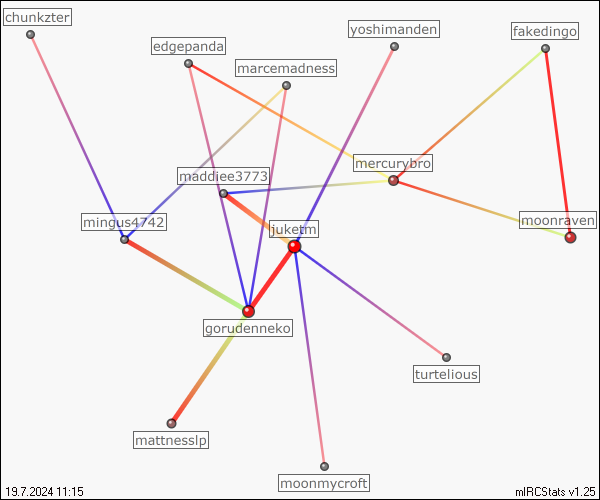 chunkzter
edgepanda
yoshimanden
fakedingo
marcemadness
mercurybro
maddiee3773
mingus4742
juketm
moonraven
gorudenneko
turtelious
mattnesslp
moonmycroft
19.7.2024 11:15
mIRCStats v1.25